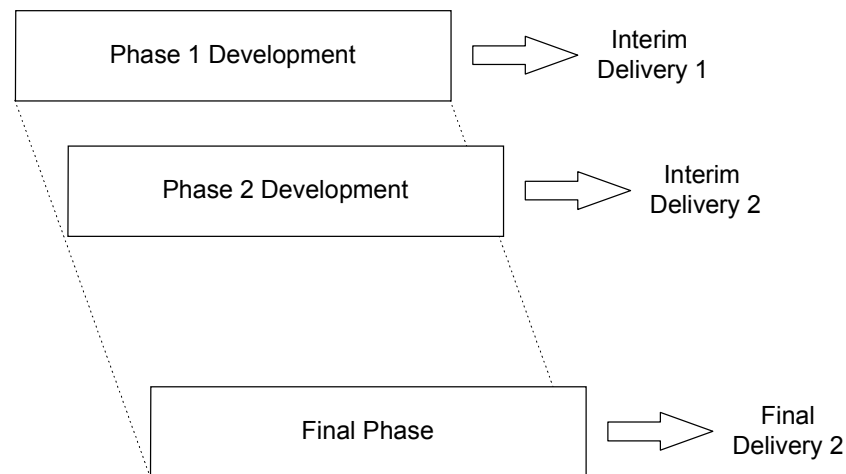 Phase 1 Development
Interim
Delivery 1
Phase 2 Development
Interim
Delivery 2
Final Phase
Final
Delivery 2